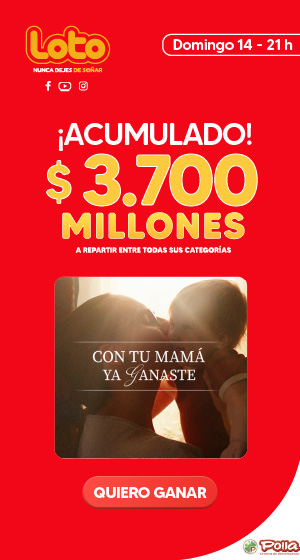 Loto
NUNCA DEJES DE SOÑAR
Domingo 14 - 21 h
¡ACUMULADO!
$ 3.700
MILLONES
A REPARTIR ENTRE TODAS SUS CATEGORÍAS
CON TU MAMÁ
YA GANASTE
QUIERO GANAR
Polla